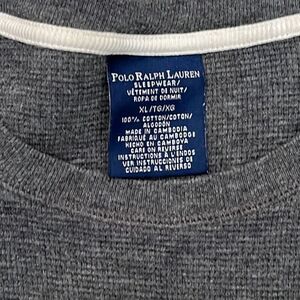 POLO RALPH LAUREN
SLEEPWEAR/
VÊTEMENT DE NUIT/
ROPA DE DORMIR
XL/TG/XG
100% COTTON/COTON/
ALGODÓN
MADE IN CAMBODIA
FABRIQUÉ AU CAMBODGE
HECHO EN CAMBOYA
CARE ON REVERSE
INSTRUCTIONS À L'ENDOS
VER INSTRUCCIONES DE
CUIDADO AL REVERSO